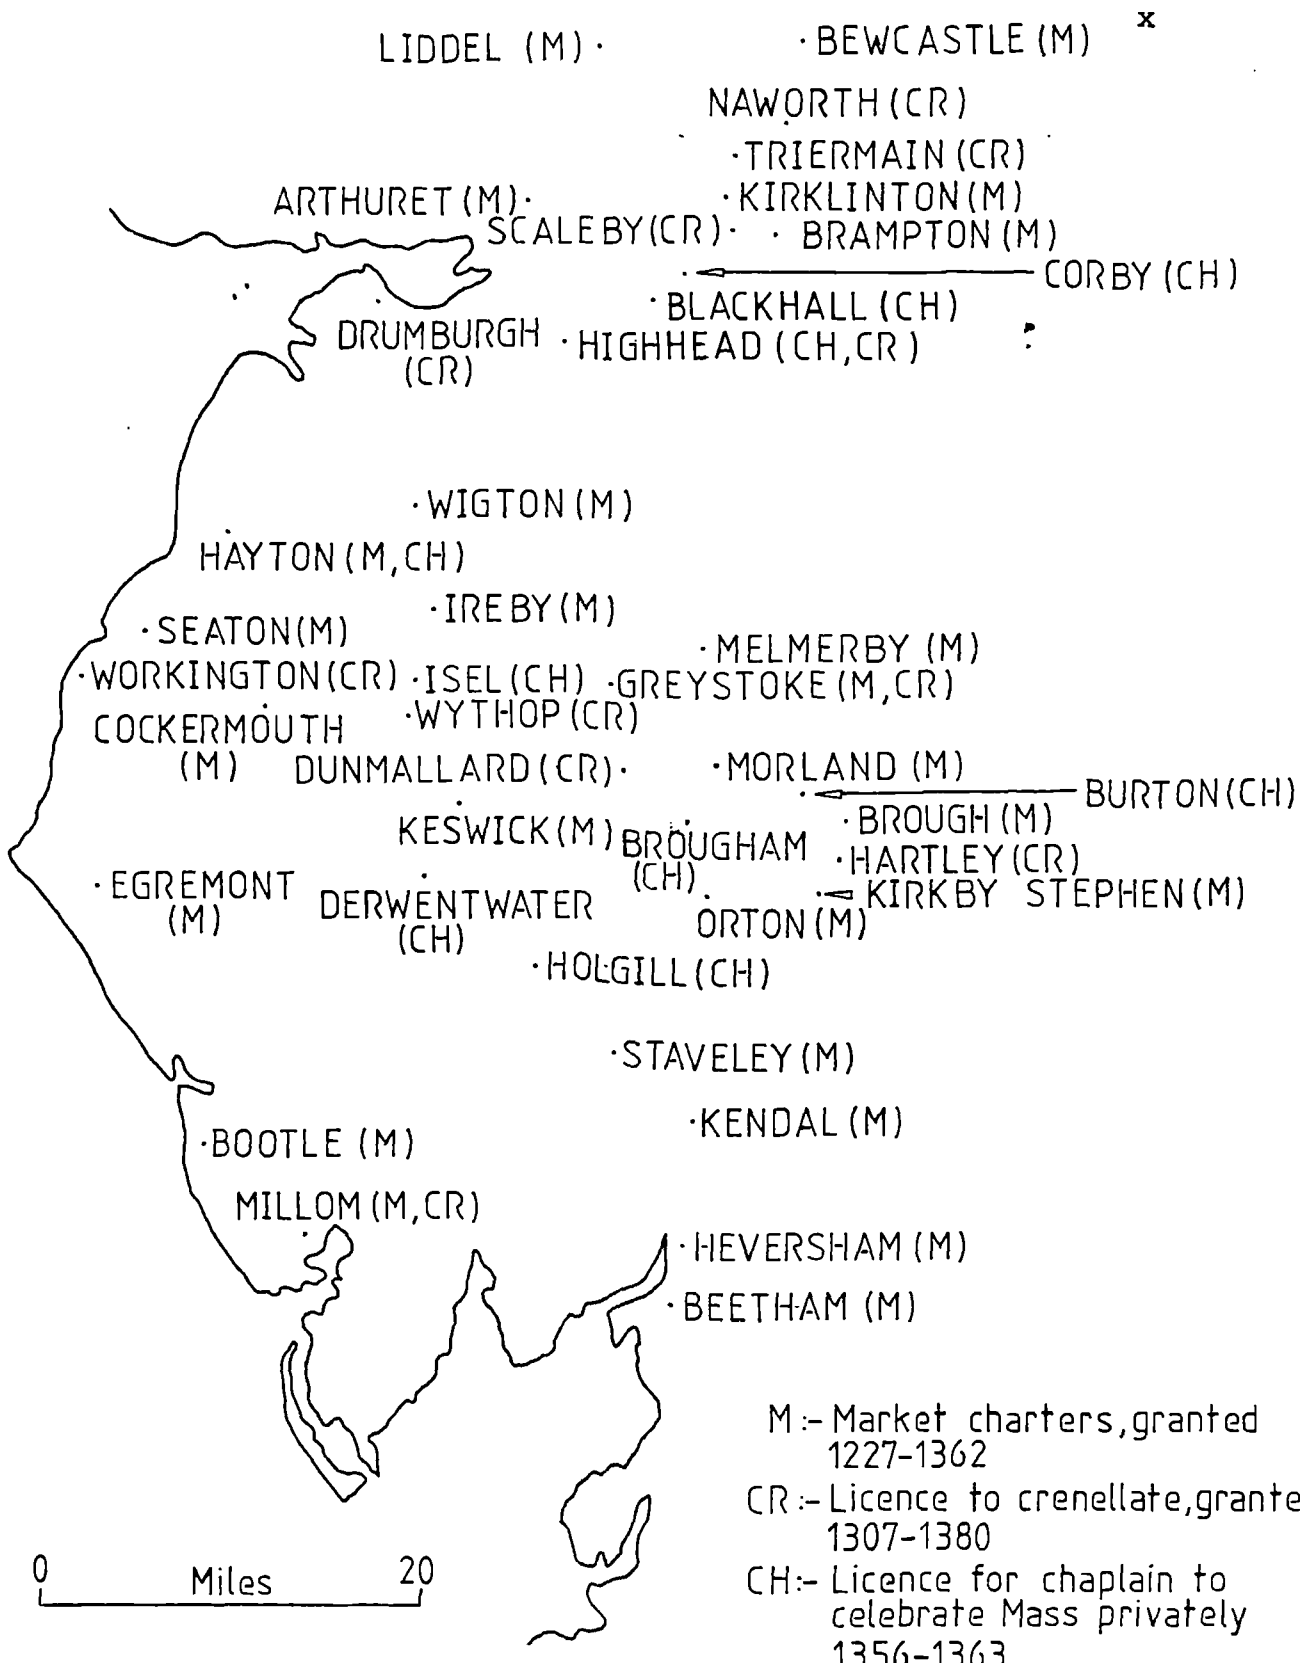 x
LIDDEL (M)
BEWCASTLE (M)
NAWORTH (CR)
TRIERMAIN (CR)
ARTHURET (M)
KIRKLINTON (M)
SCALEBY (CR)
BRAMPTON (M)
CORBY (CH)
BLACKHALL (CH)
DRUMBURGH
(CR)
HIGHHEAD (CH, CR)
WIGTON (M)
HAYTON (M, CH)
IREBY (M)
SEATON (M)
MELMERBY (M)
WORKINGTON (CR)
ISEL (CH)
GREYSTOKE (M, CR)
WYTHOP (CR)
COCKERMOUTH
(M)
DUNMALLARD (CR)
MORLAND (M)
BURTON (CH)
BROUGH (M)
KESWICK (M)
BROUGHAM
(CH)
HARTLEY (CR)
EGREMONT
(M)
KIRKBY STEPHEN (M)
DERWENTWATER
(CH)
ORTON (M)
HOLGILL (CH)
STAVELEY (M)
KENDAL (M)
BOOTLE (M)
MILLOM (M, CR)
HEVERSHAM (M)
BEETHAM (M)
M :- Market charters, granted
1227-1362
CR :- Licence to crenellate, grante
1307-1380
CH :- Licence for chaplain to
celebrate Mass privately
1356-1363
0 Miles 20